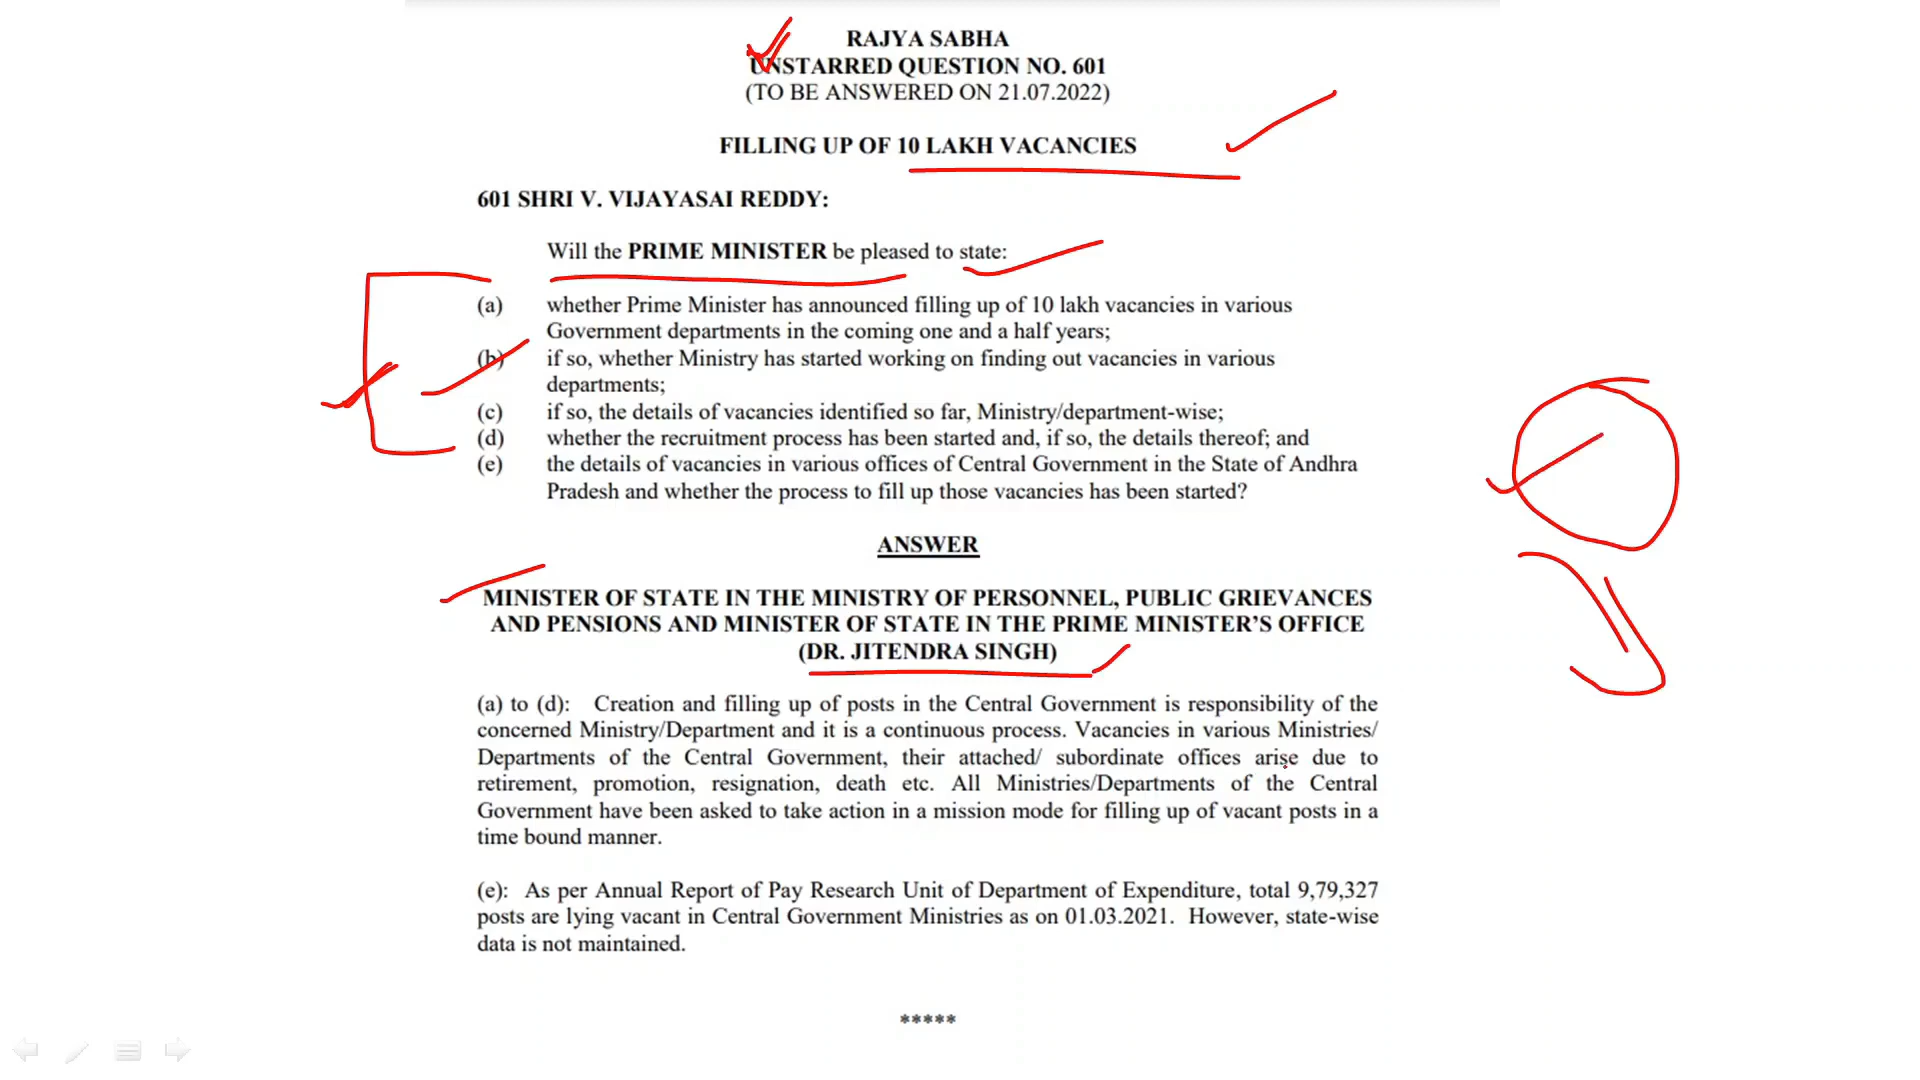 RAJYA SABHA
UNSTARRED QUESTION NO. 601
(TO BE ANSWERED ON 21.07.2022)
FILLING UP OF 10 LAKH VACANCIES
601 SHRI V. VIJAYASAI REDDY:
Will the PRIME MINISTER be pleased to state:
(a) whether Prime Minister has announced filling up of 10 lakh vacancies in various
Government departments in the coming one and a half years;
(b) if so, whether Ministry has started working on finding out vacancies in various
departments;
(c) if so, the details of vacancies identified so far, Ministry/department-wise;
(d) whether the recruitment process has been started and, if so, the details thereof; and
(e) the details of vacancies in various offices of Central Government in the State of Andhra
Pradesh and whether the process to fill up those vacancies has been started?
ANSWER
MINISTER OF STATE IN THE MINISTRY OF PERSONNEL, PUBLIC GRIEVANCES
AND PENSIONS AND MINISTER OF STATE IN THE PRIME MINISTER'S OFFICE
(DR. JITENDRA SINGH)
(a) to (d): Creation and filling up of posts in the Central Government is responsibility of the
concerned Ministry/Department and it is a continuous process. Vacancies in various Ministries/
Departments of the Central Government, their attached/ subordinate offices arise due to
retirement, promotion, resignation, death etc. All Ministries/Departments of the Central
Government have been asked to take action in a mission mode for filling up of vacant posts in a
time bound manner.
(e): As per Annual Report of Pay Research Unit of Department of Expenditure, total 9,79,327
posts are lying vacant in Central Government Ministries as on 01.03.2021. However, state-wise
data is not maintained.
*****